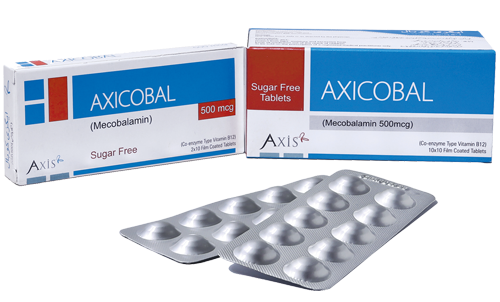 AXICOBAL
(Mecobalamin)
500 mcg
Sugar Free
Axis
(Co-enzyme Type Vitamin B12)
2x10 Film Coated Tablets
Sugar Free
Tablets
AXICOBAL
(Mecobalamin 500mcg)
Axis
(Co-enzyme Type Vitamin B12)
10x10 Film Coated Tablets